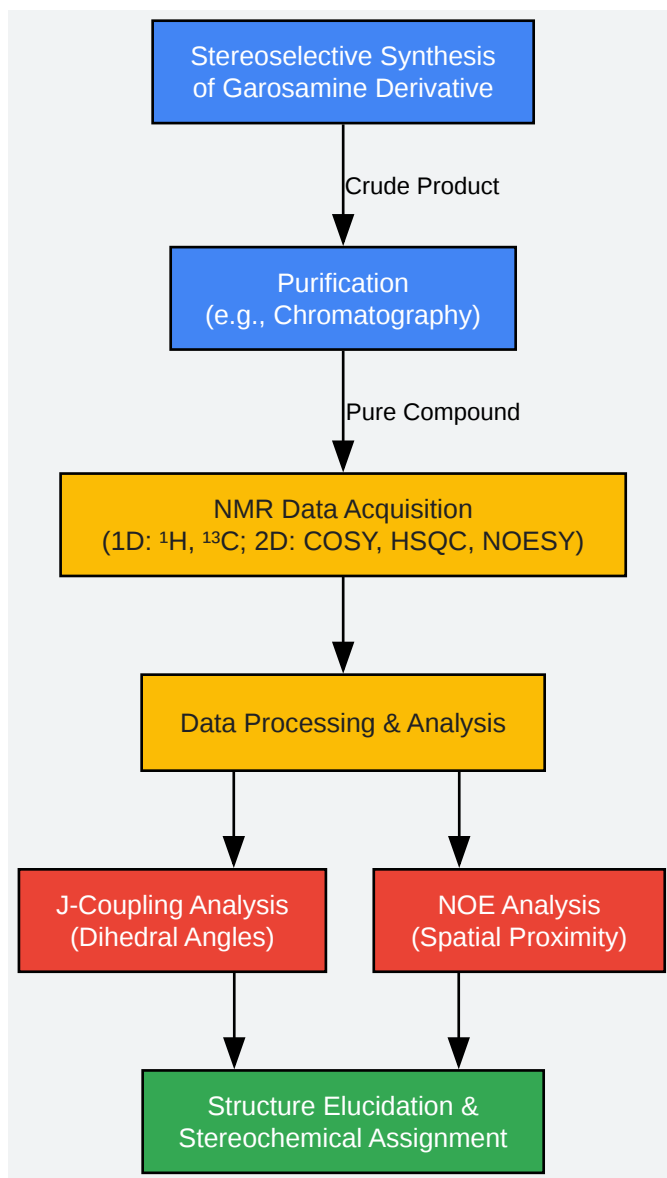 Stereoselective Synthesis
of Garosamine Derivative
Crude Product
Purification
(e.g., Chromatography)
Pure Compound
NMR Data Acquisition
(1D: ¹H, ¹³C; 2D: COSY, HSQC, NOESY)
Data Processing & Analysis
J-Coupling Analysis
(Dihedral Angles)
NOE Analysis
(Spatial Proximity)
Structure Elucidation &
Stereochemical Assignment